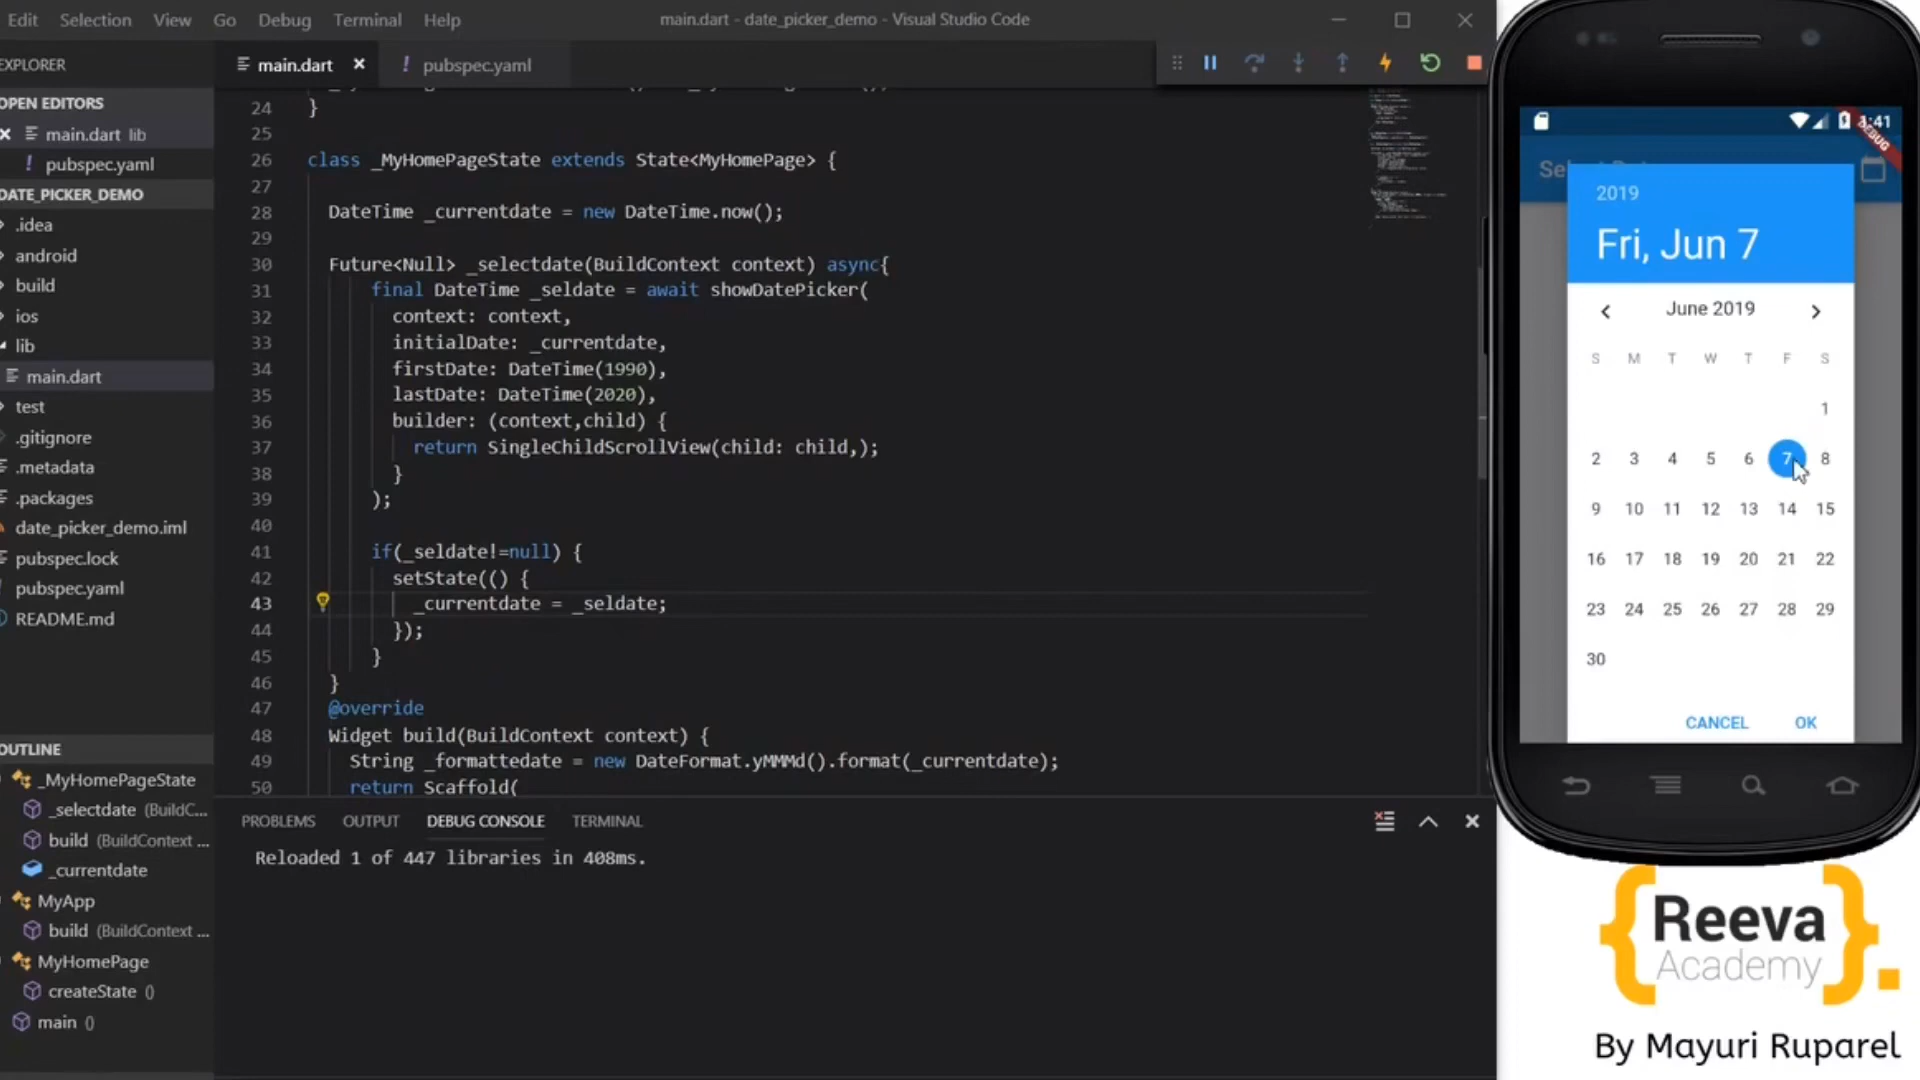 Edit Selection View Go Debug Terminal Help
main.dart - date_picker_demo - Visual Studio Code
EXPLORER
main.dart
! pubspec.yaml
OPEN EDITORS
main.dart lib
! pubspec.yaml
DATE_PICKER_DEMO
.idea
android
build
ios
lib
main.dart
test
.gitignore
.metadata
.packages
date_picker_demo.iml
pubspec.lock
pubspec.yaml
README.md
OUTLINE
_MyHomePageState
_selectdate (BuildC...
build (BuildContext ...
_currentdate
MyApp
build (BuildContext ...
MyHomePage
createState ()
main ()
24 }
25
26 class _MyHomePageState extends State<MyHomePage> {
27
28 DateTime _currentdate = new DateTime.now();
29
30 Future<Null> _selectdate(BuildContext context) async{
31 final DateTime _seldate = await showDatePicker(
32 context: context,
33 initialDate: _currentdate,
34 firstDate: DateTime(1990),
35 lastDate: DateTime(2020),
36 builder: (context,child) {
37 return SingleChildScrollView(child: child,);
38 }
39 );
40
41 if(_seldate!=null) {
42 setState(() {
43 _currentdate = _seldate;
44 });
45 }
46 }
47 @override
48 Widget build(BuildContext context) {
49 String _formattedate = new DateFormat.yMMMd().format(_currentdate);
50 return Scaffold(
PROBLEMS OUTPUT DEBUG CONSOLE TERMINAL
Reloaded 1 of 447 libraries in 408ms.
:41
DEBUG
2019
Fri, Jun 7
June 2019
S M T W T F S
1
2 3 4 5 6 7 8
9 10 11 12 13 14 15
16 17 18 19 20 21 22
23 24 25 26 27 28 29
30
CANCEL OK
{Reeva
Academy}.
By Mayuri Ruparel